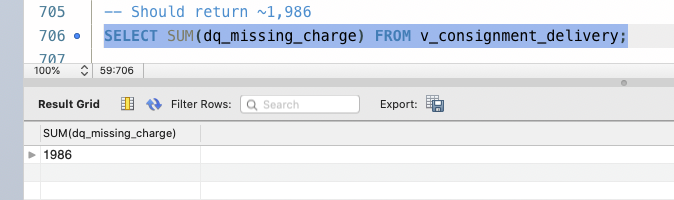 705 -- Should return ~1,986
706 SELECT SUM(dq_missing_charge) FROM v_consignment_delivery;
707
100% 59:706
Result Grid Filter Rows: Search Export:
SUM(dq_missing_charge)
1986